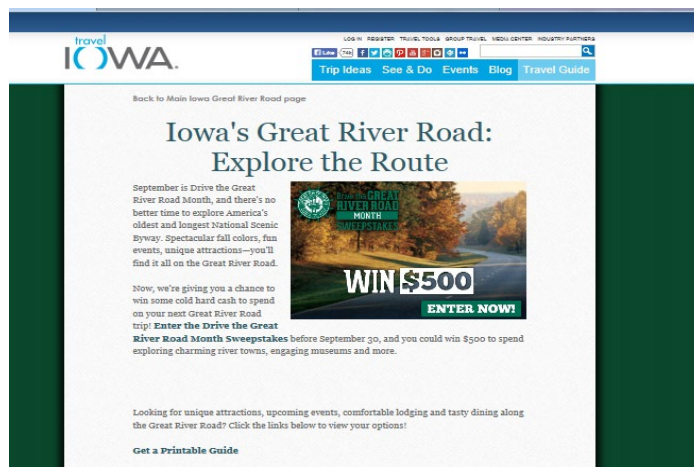 travel
IOWA.
LOG IN REGISTER TRAVEL TOOLS GROUP TRAVEL MEDIA CENTER INDUSTRY PARTNERS
Like
Trip Ideas See & Do Events Blog Travel Guide
Back to Main Iowa Great River Road page
Iowa's Great River Road:
Explore the Route
September is Drive the Great
River Road Month, and there's no
better time to explore America's
oldest and longest National Scenic
Byway. Spectacular fall colors, fun
events, unique attractions—you'll
find it all on the Great River Road.
Drive the GREAT
RIVER ROAD
MONTH
SWEEPSTAKES
WIN $500
ENTER NOW!
Now, we're giving you a chance to
win some cold hard cash to spend
on your next Great River Road
trip! Enter the Drive the Great
River Road Month Sweepstakes before September 30, and you could win $500 to spend
exploring charming river towns, engaging museums and more.
Looking for unique attractions, upcoming events, comfortable lodging and tasty dining along
the Great River Road? Click the links below to view your options!
Get a Printable Guide